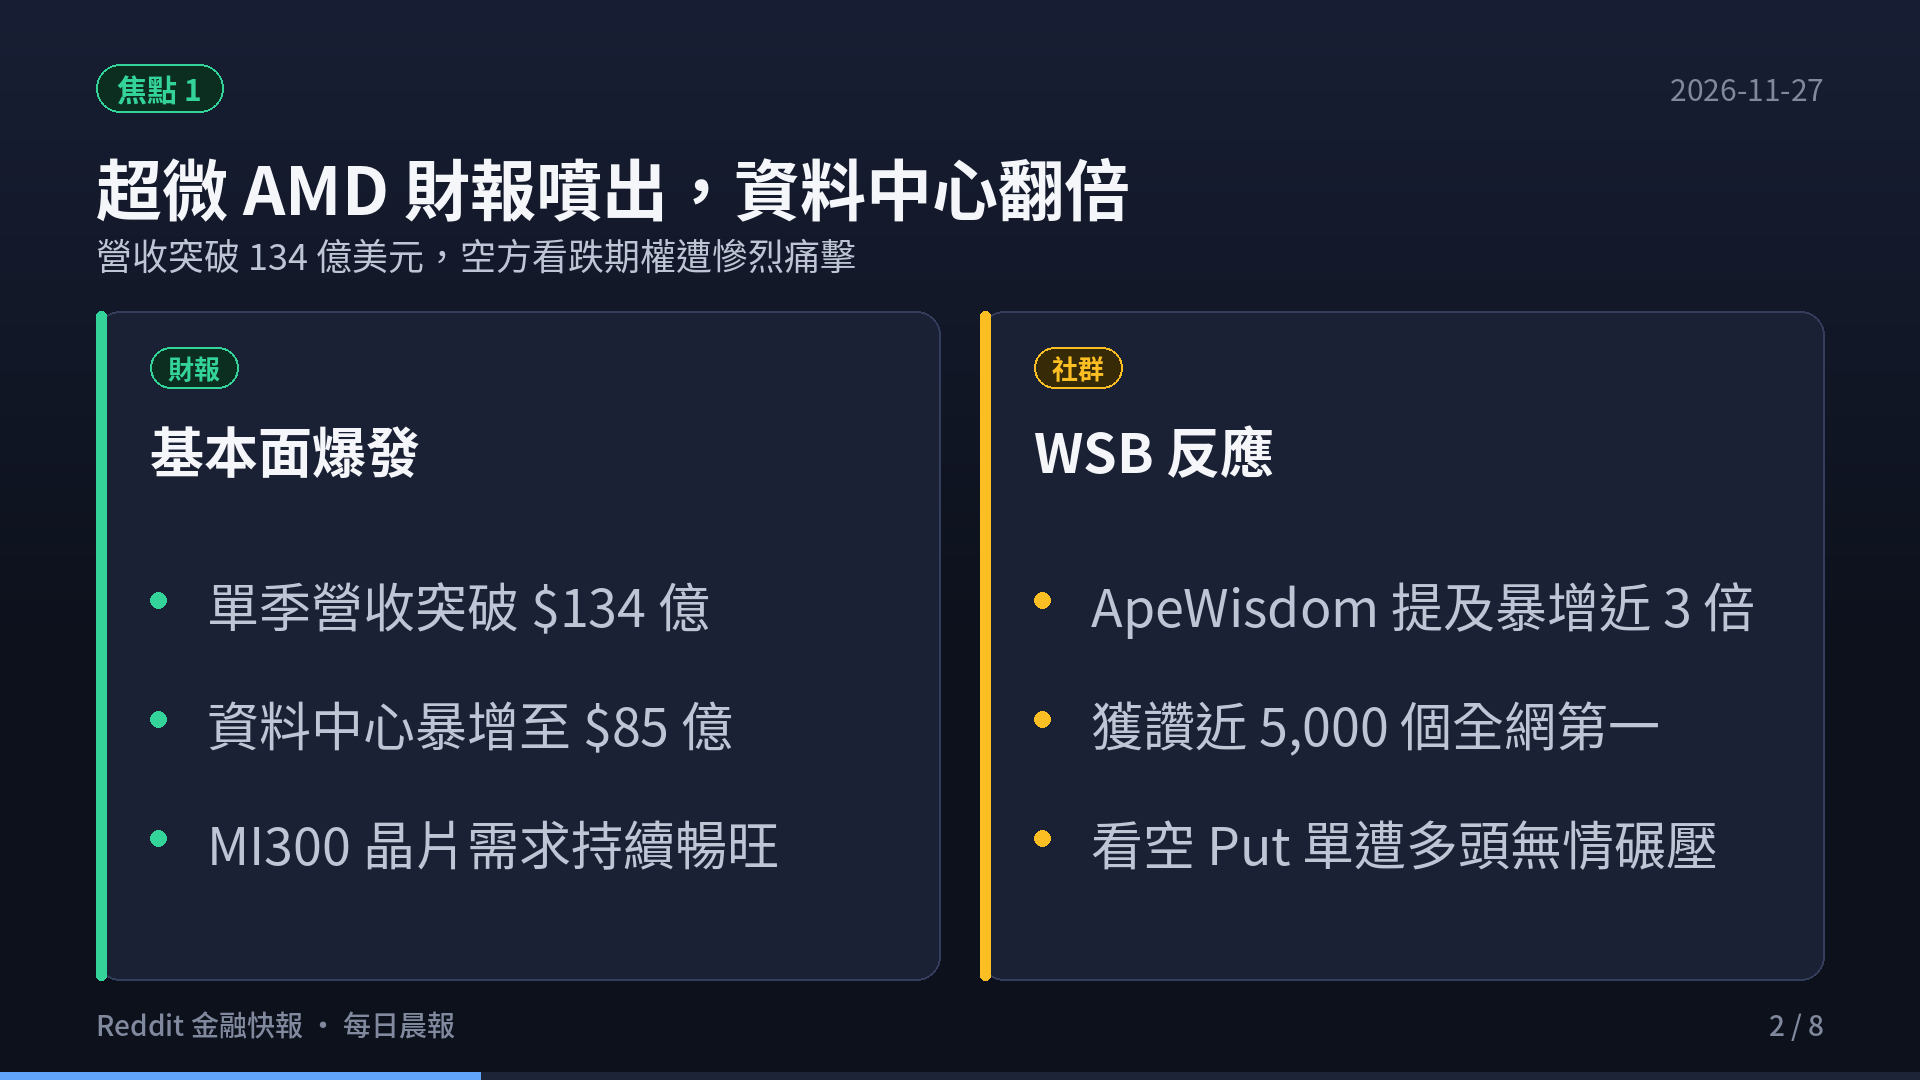 焦點 1
2026-11-27
超微 AMD 財報噴出，資料中心翻倍
營收突破 134 億美元，空方看跌期權遭慘烈痛擊
財報
基本面爆發
單季營收突破 $134 億
資料中心暴增至 $85 億
MI300 晶片需求持續暢旺
社群
WSB 反應
ApeWisdom 提及暴增近 3 倍
獲讚近 5,000 個全網第一
看空 Put 單遭多頭無情碾壓
Reddit 金融快報 · 每日晨報
2 / 8